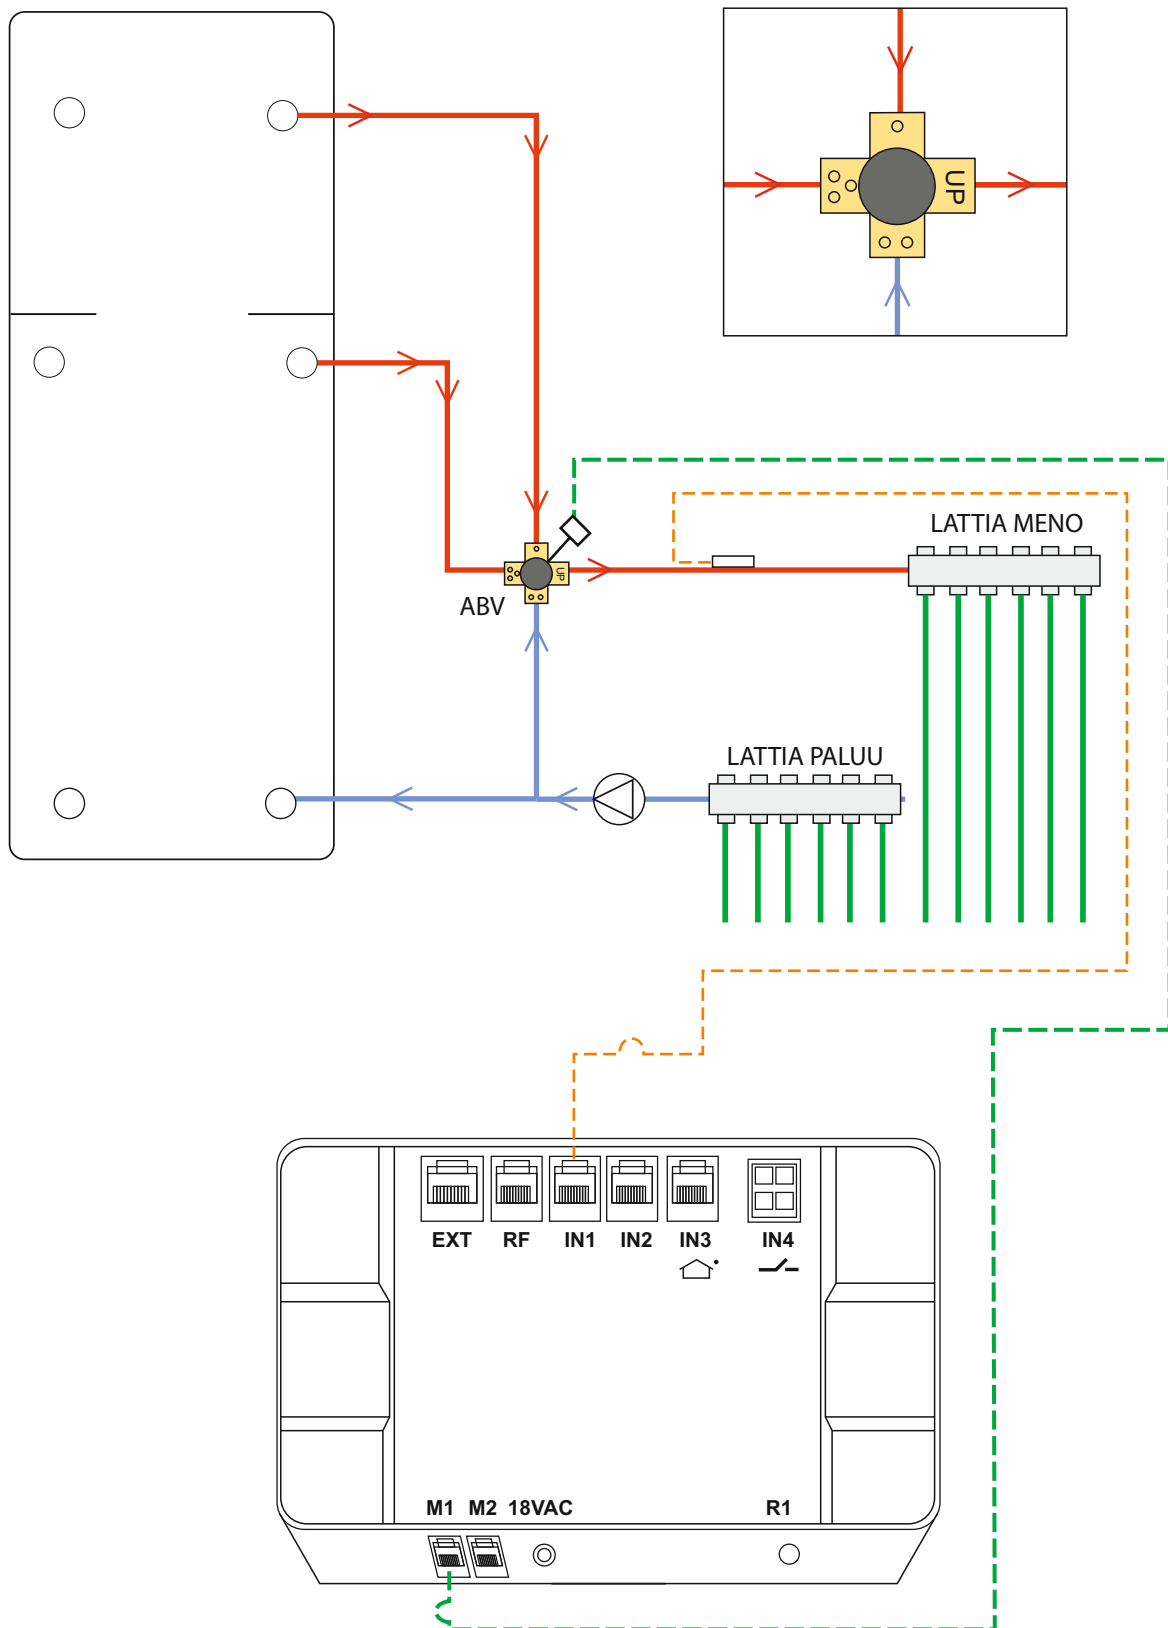 UP
LATTIA MENO
UP
ABV
LATTIA PALUU
EXT RF IN1 IN2 IN3 IN4
M1 M2 18VAC R1